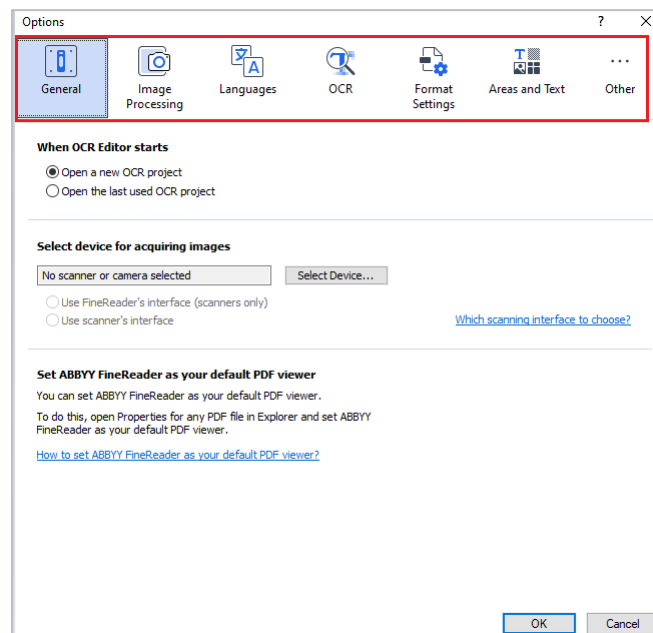 Options ? X
General Image Processing Languages OCR Format Settings Areas and Text Other
When OCR Editor starts
Open a new OCR project
Open the last used OCR project
Select device for acquiring images
No scanner or camera selected Select Device...
Use FineReader's interface (scanners only)
Use scanner's interface Which scanning interface to choose?
Set ABBYY FineReader as your default PDF viewer
You can set ABBYY FineReader as your default PDF viewer.
To do this, open Properties for any PDF file in Explorer and set ABBYY
FineReader as your default PDF viewer.
How to set ABBYY FineReader as your default PDF viewer?
OK Cancel